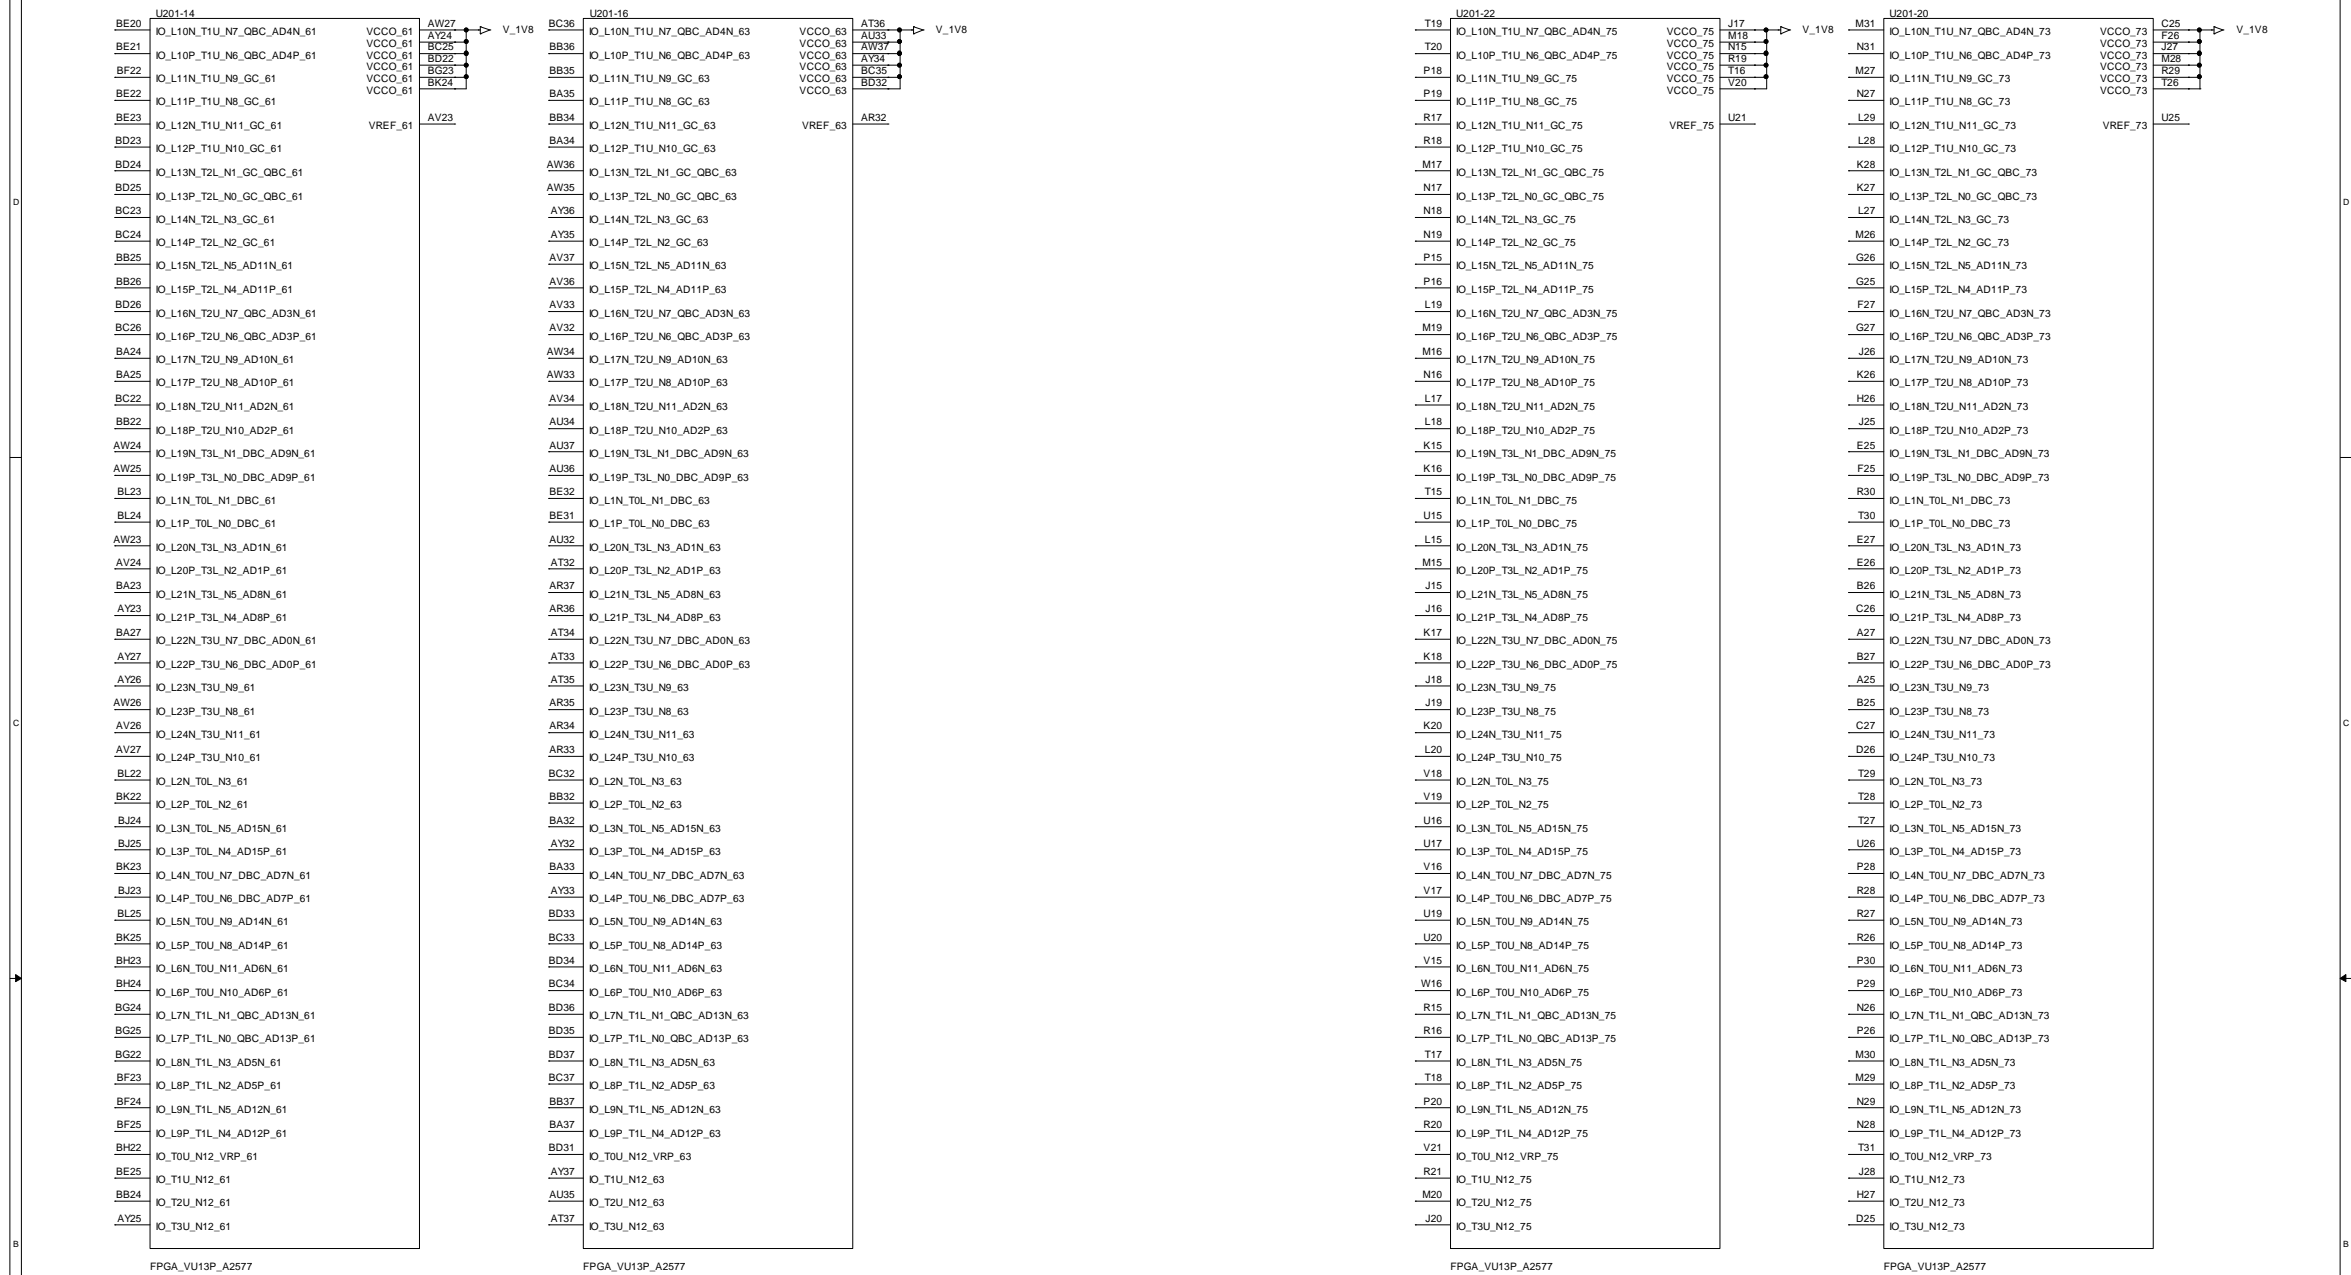 U201-14
BE20 IO_L10N_T1U_N7_QBC_AD4N_61 VCCO_61 AW27 V_1V8
VCCO_61 AY24
BE21 IO_L10P_T1U_N6_QBC_AD4P_61 VCCO_61 BC25
VCCO_61 BD22
BF22 IO_L11N_T1U_N9_GC_61 VCCO_61 BG23
VCCO_61 BK24
BE22 IO_L11P_T1U_N8_GC_61
BE23 IO_L12N_T1U_N11_GC_61 VREF_61 AV23
BD23 IO_L12P_T1U_N10_GC_61
BD24 IO_L13N_T2L_N1_GC_QBC_61
BD25 IO_L13P_T2L_N0_GC_QBC_61
BC23 IO_L14N_T2L_N3_GC_61
BC24 IO_L14P_T2L_N2_GC_61
BB25 IO_L15N_T2L_N5_AD11N_61
BB26 IO_L15P_T2L_N4_AD11P_61
BD26 IO_L16N_T2U_N7_QBC_AD3N_61
BC26 IO_L16P_T2U_N6_QBC_AD3P_61
BA24 IO_L17N_T2U_N9_AD10N_61
BA25 IO_L17P_T2U_N8_AD10P_61
BC22 IO_L18N_T2U_N11_AD2N_61
BB22 IO_L18P_T2U_N10_AD2P_61
AW24 IO_L19N_T3L_N1_DBC_AD9N_61
AW25 IO_L19P_T3L_N0_DBC_AD9P_61
BL23 IO_L1N_T0L_N1_DBC_61
BL24 IO_L1P_T0L_N0_DBC_61
AW23 IO_L20N_T3L_N3_AD1N_61
AV24 IO_L20P_T3L_N2_AD1P_61
BA23 IO_L21N_T3L_N5_AD8N_61
AY23 IO_L21P_T3L_N4_AD8P_61
BA27 IO_L22N_T3U_N7_DBC_AD0N_61
AY27 IO_L22P_T3U_N6_DBC_AD0P_61
AY26 IO_L23N_T3U_N9_61
AW26 IO_L23P_T3U_N8_61
AV26 IO_L24N_T3U_N11_61
AV27 IO_L24P_T3U_N10_61
BL22 IO_L2N_T0L_N3_61
BK22 IO_L2P_T0L_N2_61
BJ24 IO_L3N_T0L_N5_AD15N_61
BJ25 IO_L3P_T0L_N4_AD15P_61
BK23 IO_L4N_T0U_N7_DBC_AD7N_61
BJ23 IO_L4P_T0U_N6_DBC_AD7P_61
BL25 IO_L5N_T0U_N9_AD14N_61
BK25 IO_L5P_T0U_N8_AD14P_61
BH23 IO_L6N_T0U_N11_AD6N_61
BH24 IO_L6P_T0U_N10_AD6P_61
BG24 IO_L7N_T1L_N1_QBC_AD13N_61
BG25 IO_L7P_T1L_N0_QBC_AD13P_61
BG22 IO_L8N_T1L_N3_AD5N_61
BF23 IO_L8P_T1L_N2_AD5P_61
BF24 IO_L9N_T1L_N5_AD12N_61
BF25 IO_L9P_T1L_N4_AD12P_61
BH22 IO_T0U_N12_VRP_61
BE25 IO_T1U_N12_61
BB24 IO_T2U_N12_61
AY25 IO_T3U_N12_61
FPGA_VU13P_A2577
U201-16
BC36 IO_L10N_T1U_N7_QBC_AD4N_63 VCCO_63 AT36 V_1V8
VCCO_63 AU33
BB36 IO_L10P_T1U_N6_QBC_AD4P_63 VCCO_63 AW37
VCCO_63 AY34
BB35 IO_L11N_T1U_N9_GC_63 VCCO_63 BC35
VCCO_63 BD32
BA35 IO_L11P_T1U_N8_GC_63
BB34 IO_L12N_T1U_N11_GC_63 VREF_63 AR32
BA34 IO_L12P_T1U_N10_GC_63
AW36 IO_L13N_T2L_N1_GC_QBC_63
AW35 IO_L13P_T2L_N0_GC_QBC_63
AY36 IO_L14N_T2L_N3_GC_63
AY35 IO_L14P_T2L_N2_GC_63
AV37 IO_L15N_T2L_N5_AD11N_63
AV36 IO_L15P_T2L_N4_AD11P_63
AV33 IO_L16N_T2U_N7_QBC_AD3N_63
AV32 IO_L16P_T2U_N6_QBC_AD3P_63
AW34 IO_L17N_T2U_N9_AD10N_63
AW33 IO_L17P_T2U_N8_AD10P_63
AV34 IO_L18N_T2U_N11_AD2N_63
AU34 IO_L18P_T2U_N10_AD2P_63
AU37 IO_L19N_T3L_N1_DBC_AD9N_63
AU36 IO_L19P_T3L_N0_DBC_AD9P_63
BE32 IO_L1N_T0L_N1_DBC_63
BE31 IO_L1P_T0L_N0_DBC_63
AU32 IO_L20N_T3L_N3_AD1N_63
AT32 IO_L20P_T3L_N2_AD1P_63
AR37 IO_L21N_T3L_N5_AD8N_63
AR36 IO_L21P_T3L_N4_AD8P_63
AT34 IO_L22N_T3U_N7_DBC_AD0N_63
AT33 IO_L22P_T3U_N6_DBC_AD0P_63
AT35 IO_L23N_T3U_N9_63
AR35 IO_L23P_T3U_N8_63
AR34 IO_L24N_T3U_N11_63
AR33 IO_L24P_T3U_N10_63
BC32 IO_L2N_T0L_N3_63
BB32 IO_L2P_T0L_N2_63
BA32 IO_L3N_T0L_N5_AD15N_63
AY32 IO_L3P_T0L_N4_AD15P_63
BA33 IO_L4N_T0U_N7_DBC_AD7N_63
AY33 IO_L4P_T0U_N6_DBC_AD7P_63
BD33 IO_L5N_T0U_N9_AD14N_63
BC33 IO_L5P_T0U_N8_AD14P_63
BD34 IO_L6N_T0U_N11_AD6N_63
BC34 IO_L6P_T0U_N10_AD6P_63
BD36 IO_L7N_T1L_N1_QBC_AD13N_63
BD35 IO_L7P_T1L_N0_QBC_AD13P_63
BD37 IO_L8N_T1L_N3_AD5N_63
BC37 IO_L8P_T1L_N2_AD5P_63
BB37 IO_L9N_T1L_N5_AD12N_63
BA37 IO_L9P_T1L_N4_AD12P_63
BD31 IO_T0U_N12_VRP_63
AY37 IO_T1U_N12_63
AU35 IO_T2U_N12_63
AT37 IO_T3U_N12_63
FPGA_VU13P_A2577
U201-22
T19 IO_L10N_T1U_N7_QBC_AD4N_75 VCCO_75 J17 V_1V8
VCCO_75 M18
T20 IO_L10P_T1U_N6_QBC_AD4P_75 VCCO_75 N15
VCCO_75 R19
P18 IO_L11N_T1U_N9_GC_75 VCCO_75 T16
VCCO_75 V20
P19 IO_L11P_T1U_N8_GC_75
R17 IO_L12N_T1U_N11_GC_75 VREF_75 U21
R18 IO_L12P_T1U_N10_GC_75
M17 IO_L13N_T2L_N1_GC_QBC_75
N17 IO_L13P_T2L_N0_GC_QBC_75
N18 IO_L14N_T2L_N3_GC_75
N19 IO_L14P_T2L_N2_GC_75
P15 IO_L15N_T2L_N5_AD11N_75
P16 IO_L15P_T2L_N4_AD11P_75
L19 IO_L16N_T2U_N7_QBC_AD3N_75
M19 IO_L16P_T2U_N6_QBC_AD3P_75
M16 IO_L17N_T2U_N9_AD10N_75
N16 IO_L17P_T2U_N8_AD10P_75
L17 IO_L18N_T2U_N11_AD2N_75
L18 IO_L18P_T2U_N10_AD2P_75
K15 IO_L19N_T3L_N1_DBC_AD9N_75
K16 IO_L19P_T3L_N0_DBC_AD9P_75
T15 IO_L1N_T0L_N1_DBC_75
U15 IO_L1P_T0L_N0_DBC_75
L15 IO_L20N_T3L_N3_AD1N_75
M15 IO_L20P_T3L_N2_AD1P_75
J15 IO_L21N_T3L_N5_AD8N_75
J16 IO_L21P_T3L_N4_AD8P_75
K17 IO_L22N_T3U_N7_DBC_AD0N_75
K18 IO_L22P_T3U_N6_DBC_AD0P_75
J18 IO_L23N_T3U_N9_75
J19 IO_L23P_T3U_N8_75
K20 IO_L24N_T3U_N11_75
L20 IO_L24P_T3U_N10_75
V18 IO_L2N_T0L_N3_75
V19 IO_L2P_T0L_N2_75
U16 IO_L3N_T0L_N5_AD15N_75
U17 IO_L3P_T0L_N4_AD15P_75
V16 IO_L4N_T0U_N7_DBC_AD7N_75
V17 IO_L4P_T0U_N6_DBC_AD7P_75
U19 IO_L5N_T0U_N9_AD14N_75
U20 IO_L5P_T0U_N8_AD14P_75
V15 IO_L6N_T0U_N11_AD6N_75
W16 IO_L6P_T0U_N10_AD6P_75
R15 IO_L7N_T1L_N1_QBC_AD13N_75
R16 IO_L7P_T1L_N0_QBC_AD13P_75
T17 IO_L8N_T1L_N3_AD5N_75
T18 IO_L8P_T1L_N2_AD5P_75
P20 IO_L9N_T1L_N5_AD12N_75
R20 IO_L9P_T1L_N4_AD12P_75
V21 IO_T0U_N12_VRP_75
R21 IO_T1U_N12_75
M20 IO_T2U_N12_75
J20 IO_T3U_N12_75
FPGA_VU13P_A2577
U201-20
M31 IO_L10N_T1U_N7_QBC_AD4N_73 VCCO_73 C25 V_1V8
VCCO_73 F26
N31 IO_L10P_T1U_N6_QBC_AD4P_73 VCCO_73 J27
VCCO_73 M28
M27 IO_L11N_T1U_N9_GC_73 VCCO_73 R29
VCCO_73 T26
N27 IO_L11P_T1U_N8_GC_73
L29 IO_L12N_T1U_N11_GC_73 VREF_73 U25
L28 IO_L12P_T1U_N10_GC_73
K28 IO_L13N_T2L_N1_GC_QBC_73
K27 IO_L13P_T2L_N0_GC_QBC_73
L27 IO_L14N_T2L_N3_GC_73
M26 IO_L14P_T2L_N2_GC_73
G26 IO_L15N_T2L_N5_AD11N_73
G25 IO_L15P_T2L_N4_AD11P_73
F27 IO_L16N_T2U_N7_QBC_AD3N_73
G27 IO_L16P_T2U_N6_QBC_AD3P_73
J26 IO_L17N_T2U_N9_AD10N_73
K26 IO_L17P_T2U_N8_AD10P_73
H26 IO_L18N_T2U_N11_AD2N_73
J25 IO_L18P_T2U_N10_AD2P_73
E25 IO_L19N_T3L_N1_DBC_AD9N_73
F25 IO_L19P_T3L_N0_DBC_AD9P_73
R30 IO_L1N_T0L_N1_DBC_73
T30 IO_L1P_T0L_N0_DBC_73
E27 IO_L20N_T3L_N3_AD1N_73
E26 IO_L20P_T3L_N2_AD1P_73
B26 IO_L21N_T3L_N5_AD8N_73
C26 IO_L21P_T3L_N4_AD8P_73
A27 IO_L22N_T3U_N7_DBC_AD0N_73
B27 IO_L22P_T3U_N6_DBC_AD0P_73
A25 IO_L23N_T3U_N9_73
B25 IO_L23P_T3U_N8_73
C27 IO_L24N_T3U_N11_73
D26 IO_L24P_T3U_N10_73
T29 IO_L2N_T0L_N3_73
T28 IO_L2P_T0L_N2_73
T27 IO_L3N_T0L_N5_AD15N_73
U26 IO_L3P_T0L_N4_AD15P_73
P28 IO_L4N_T0U_N7_DBC_AD7N_73
R28 IO_L4P_T0U_N6_DBC_AD7P_73
R27 IO_L5N_T0U_N9_AD14N_73
R26 IO_L5P_T0U_N8_AD14P_73
P30 IO_L6N_T0U_N11_AD6N_73
P29 IO_L6P_T0U_N10_AD6P_73
N26 IO_L7N_T1L_N1_QBC_AD13N_73
P26 IO_L7P_T1L_N0_QBC_AD13P_73
M30 IO_L8N_T1L_N3_AD5N_73
M29 IO_L8P_T1L_N2_AD5P_73
N29 IO_L9N_T1L_N5_AD12N_73
N28 IO_L9P_T1L_N4_AD12P_73
T31 IO_T0U_N12_VRP_73
J28 IO_T1U_N12_73
H27 IO_T2U_N12_73
D25 IO_T3U_N12_73
FPGA_VU13P_A2577
D
D
C
C
B
B